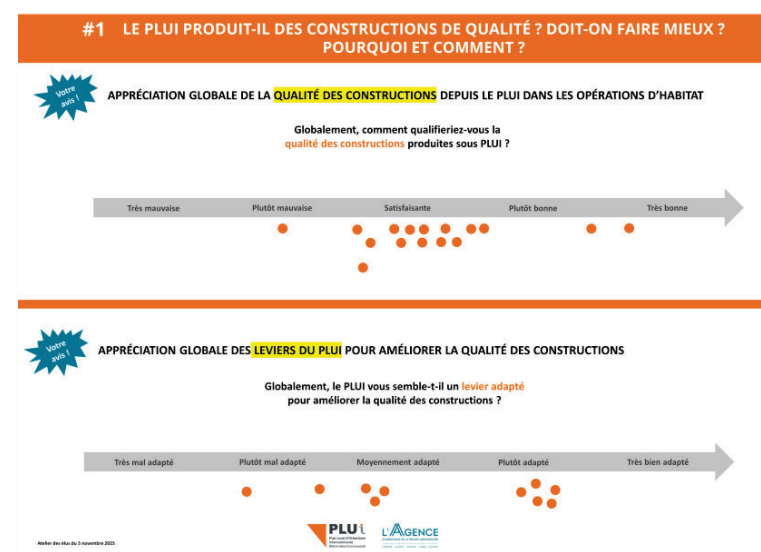 #1 LE PLUI PRODUIT-IL DES CONSTRUCTIONS DE QUALITÉ ? DOIT-ON FAIRE MIEUX ?
POURQUOI ET COMMENT ?
Votre
avis !
APPRÉCIATION GLOBALE DE LA QUALITÉ DES CONSTRUCTIONS DEPUIS LE PLUI DANS LES OPÉRATIONS D'HABITAT
Globalement, comment qualifieriez-vous la
qualité des constructions produites sous PLUI ?
Très mauvaise Plutôt mauvaise Satisfaisante Plutôt bonne Très bonne
Votre
avis !
APPRÉCIATION GLOBALE DES LEVIERS DU PLUI POUR AMÉLIORER LA QUALITÉ DES CONSTRUCTIONS
Globalement, le PLUI vous semble-t-il un levier adapté
pour améliorer la qualité des constructions ?
Très mal adapté Plutôt mal adapté Moyennement adapté Plutôt adapté Très bien adapté
PLUi
Plan Local d'Urbanisme
Intercommunal
L'AGENCE
Atelier des élus du 5 novembre 2025